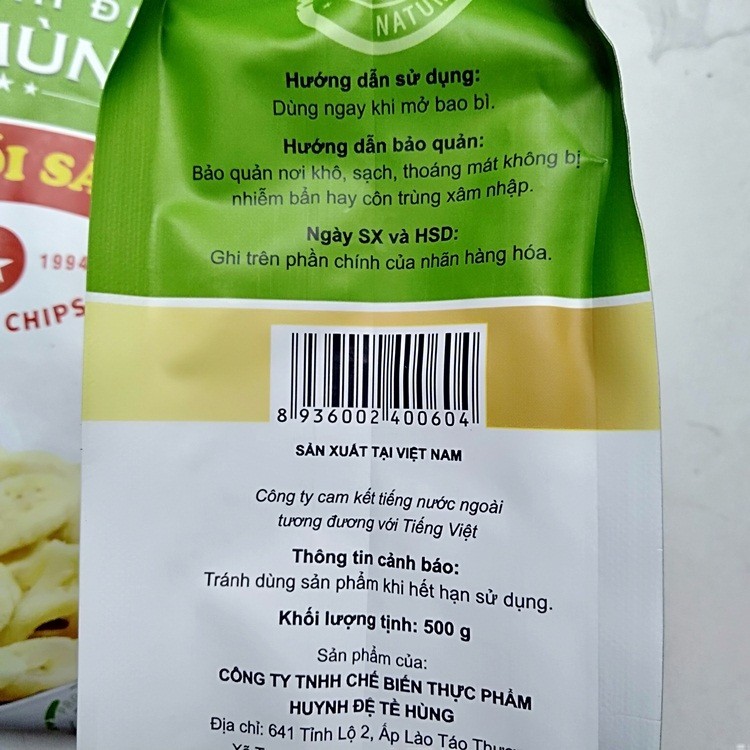 NATUR
Hướng dẫn sử dụng:
Dùng ngay khi mở bao bì.
Hướng dẫn bảo quản:
Bảo quản nơi khô, sạch, thoáng mát không bị
nhiễm bẩn hay côn trùng xâm nhập.
Ngày SX và HSD:
Ghi trên phần chính của nhãn hàng hóa.
1994
CHIPS
8 936002 400604
SẢN XUẤT TẠI VIỆT NAM
Công ty cam kết tiếng nước ngoài
tương đương với Tiếng Việt
Thông tin cảnh báo:
Tránh dùng sản phẩm khi hết hạn sử dụng.
Khối lượng tịnh: 500 g
Sản phẩm của:
CÔNG TY TNHH CHẾ BIẾN THỰC PHẨM
HUYNH ĐỆ TỀ HÙNG
Địa chỉ: 641 Tỉnh Lộ 2, Ấp Lào Táo